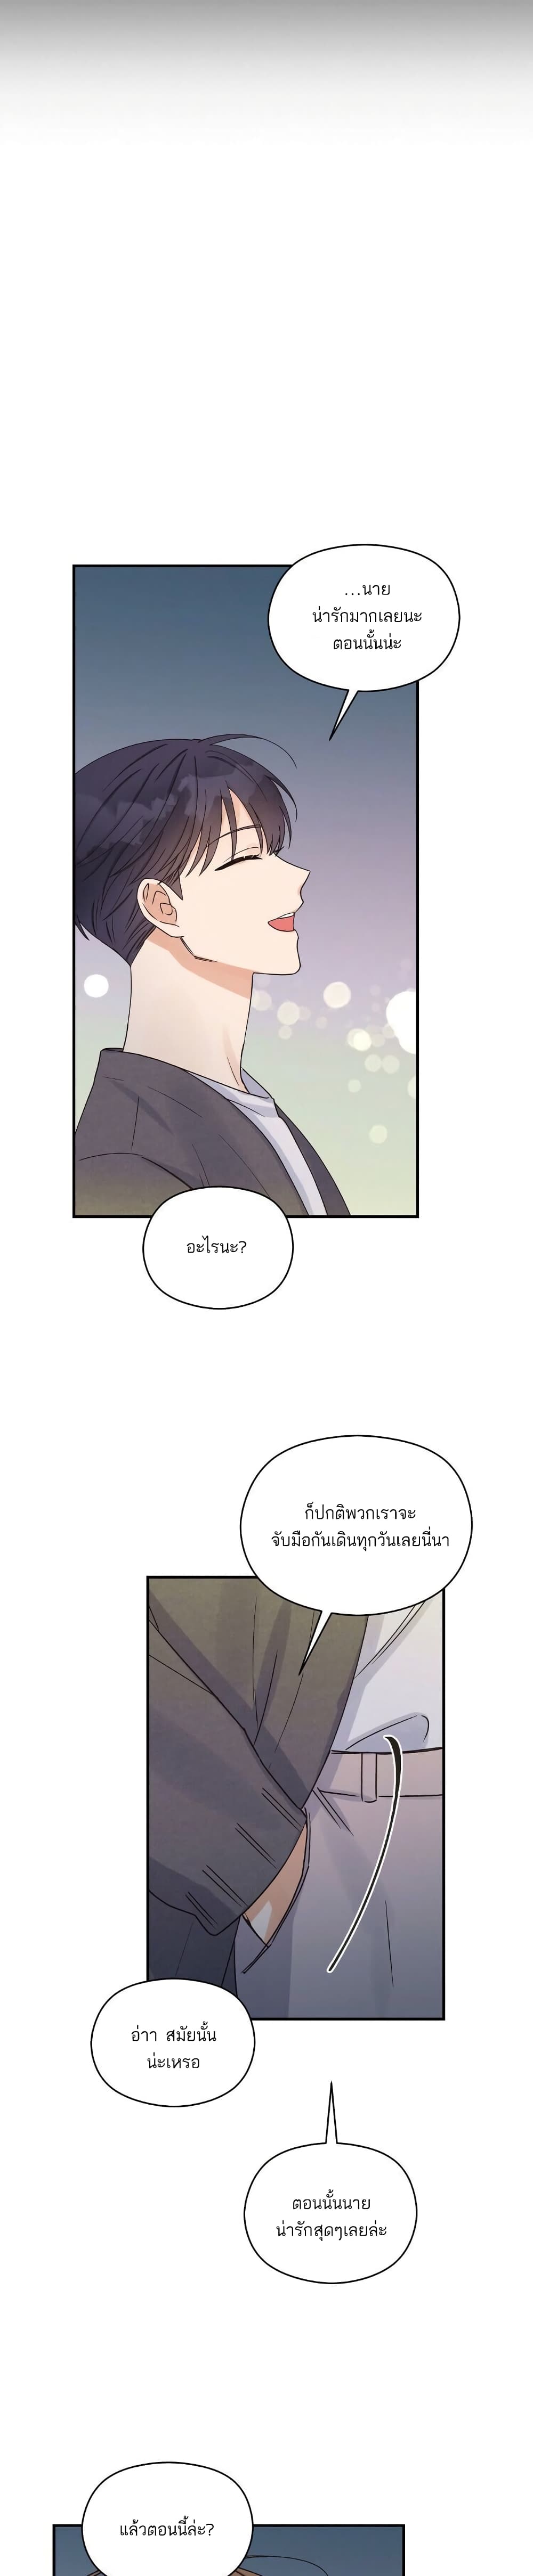 ...นาย
น่ารักมากเลยนะ
ตอนนั้นน่ะ
อะไรนะ?
ก็ปกติพวกเราจะ
จับมือกันเดินทุกวันเลยนี่นา
อ่าา สมัยนั้น
น่ะเหรอ
ตอนนั้นนาย
น่ารักสุดๆเลยล่ะ
แล้วตอนนี้ล่ะ?